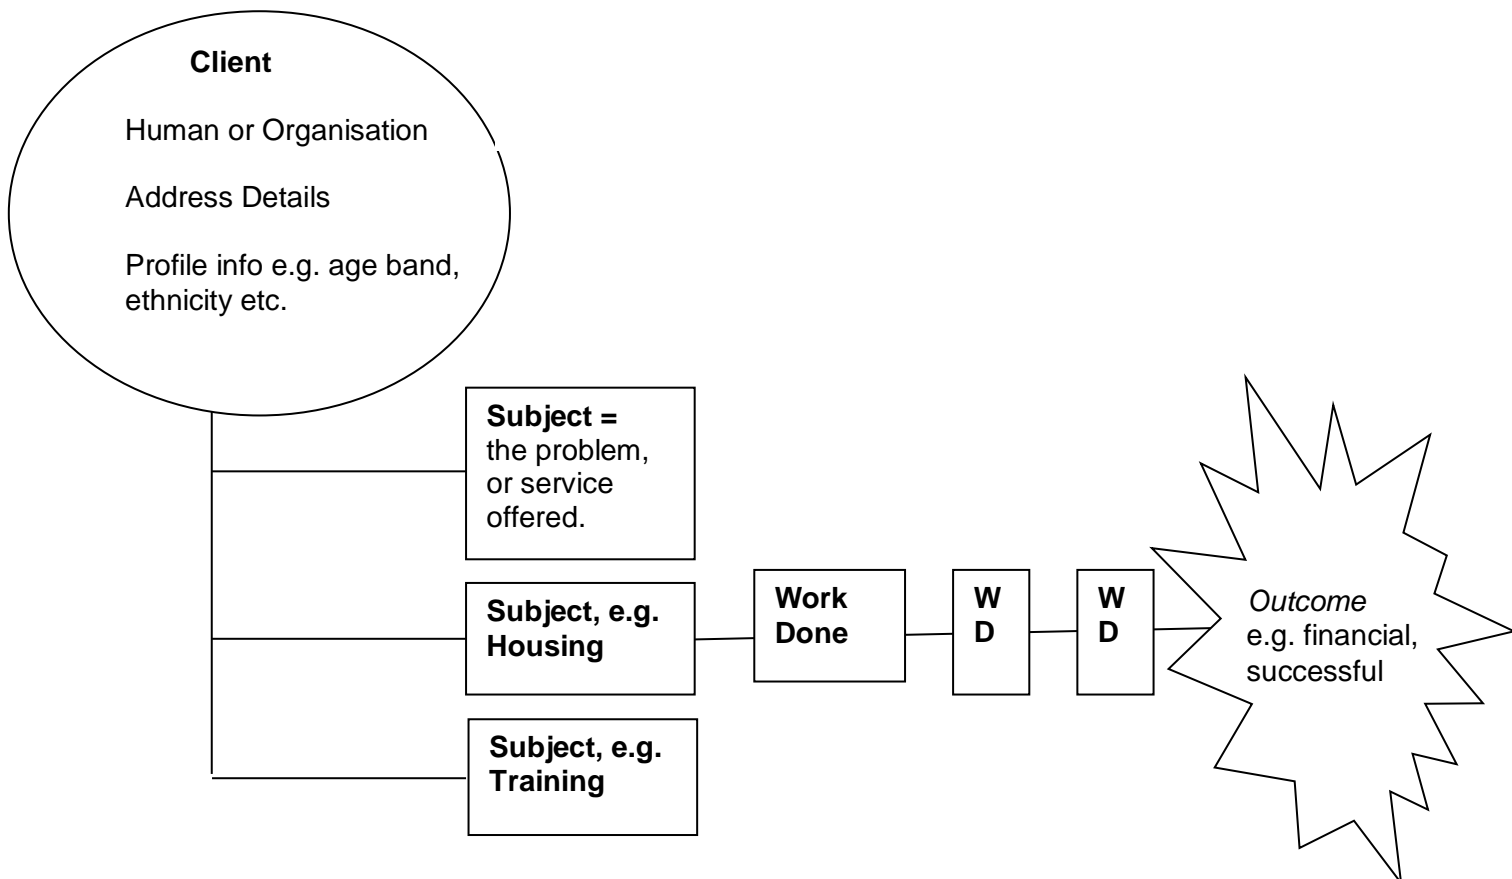 Client
Human or Organisation
Address Details
Profile info e.g. age band,
ethnicity etc.
Subject =
the problem,
or service
offered.
Subject, e.g.
Housing
Work
Done
W
D
W
D
Outcome
e.g. financial,
successful
Subject, e.g.
Training